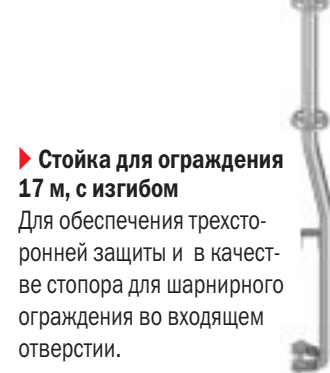 Стойка для ограждения
17 м, с изгибом
Для обеспечения трехсто-
ронней защиты и в качест-
ве стопора для шарнирного
ограждения во входящем
отверстии.